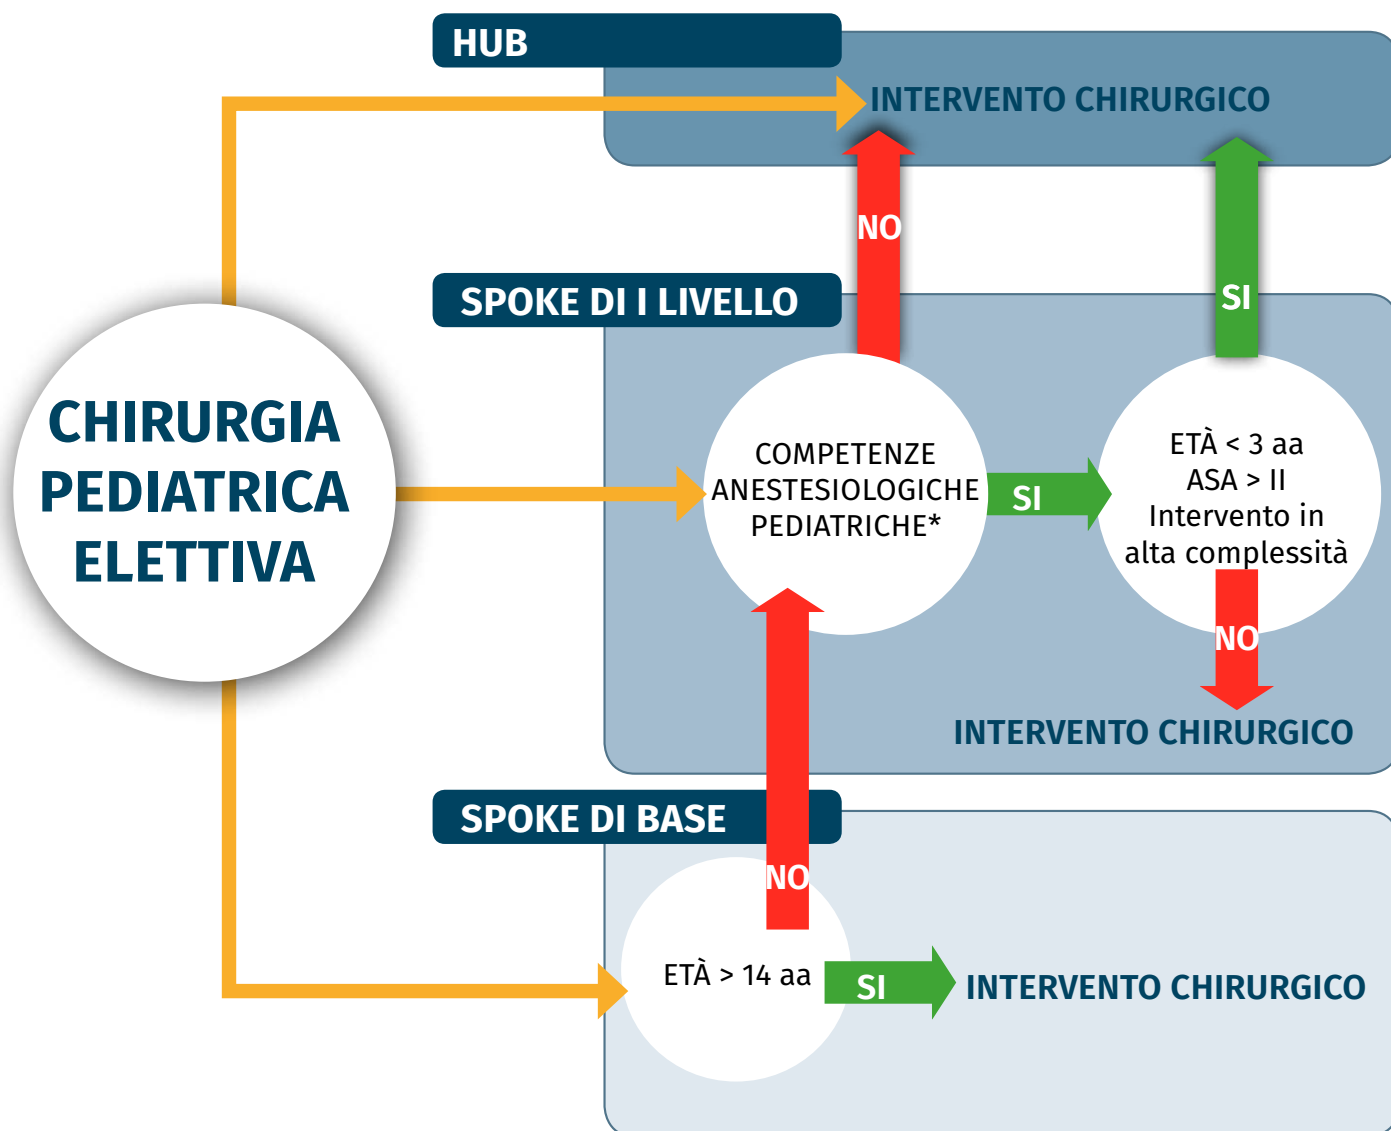 HUB
INTERVENTO CHIRURGICO
NO
SI
SPOKE DI I LIVELLO
CHIRURGIA
PEDIATRICA
ELETTIVA
COMPETENZE
ANESTESIOLOGICHE
PEDIATRICHE*
SI
ETÀ < 3 aa
ASA > II
Intervento in
alta complessità
NO
INTERVENTO CHIRURGICO
SPOKE DI BASE
NO
ETÀ > 14 aa
SI
INTERVENTO CHIRURGICO